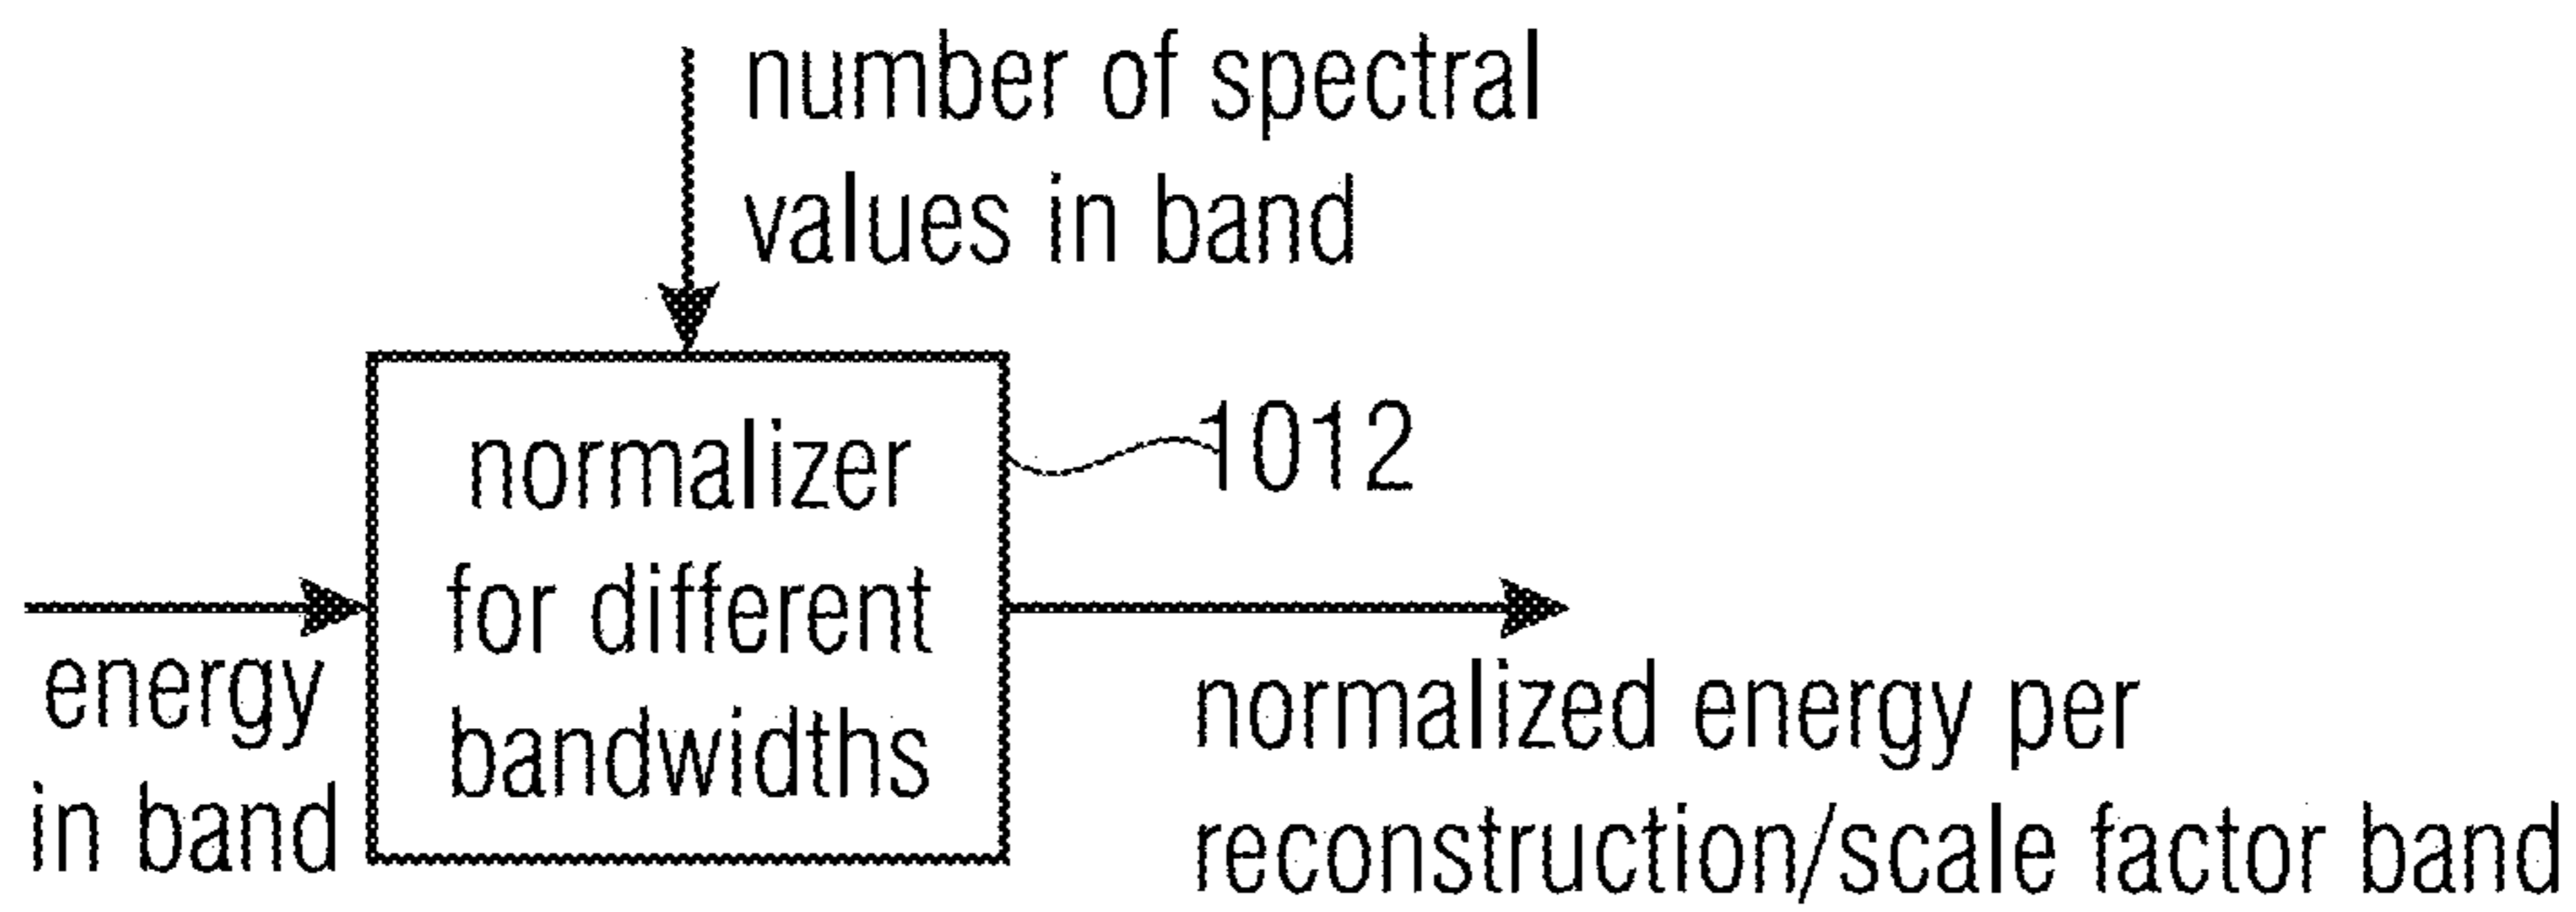 number of spectral
values in band
normalizer
for different
bandwidths
1012
energy
in band
normalized energy per
reconstruction/scale factor band